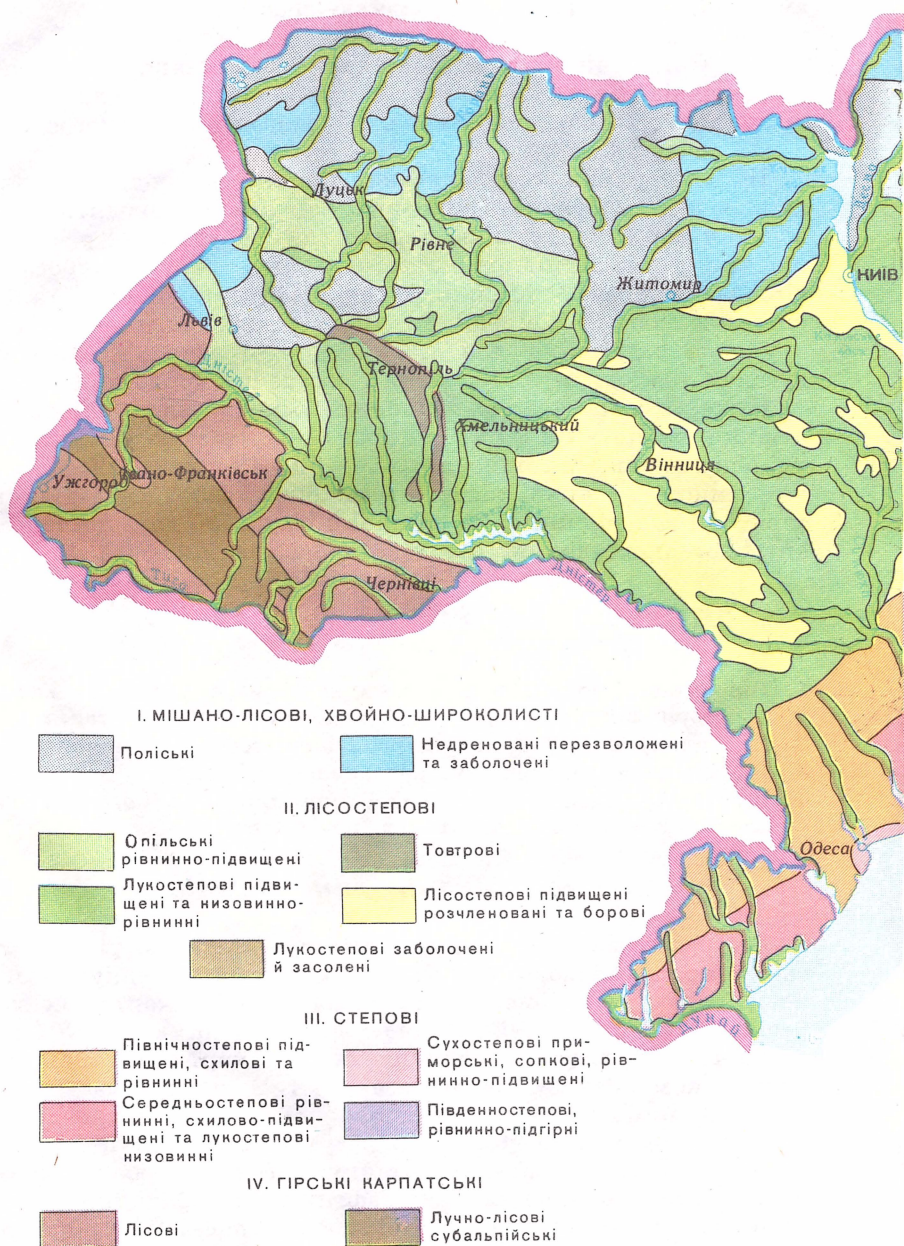 Луцьк
Рівне
Житомир
КИЇВ
Десна
Львів
Дністер
Тернопіль
Хмельницький
Вінниця
Ужгород
Івано-Франківськ
Тиса
Чернівці
Дністер
Одеса
Дунай
І. МІШАНО-ЛІСОВІ, ХВОЙНО-ШИРОКОЛИСТІ
Поліські
Недреновані перезволожені
та заболочені
ІІ. ЛІСОСТЕПОВІ
Опільські
рівнинно-підвищені
Товтрові
Лукостепові підви-
щені та низовинно-
рівнинні
Лісостепові підвищені
розчленовані та борові
Лукостепові заболочені
й засолені
ІІІ. СТЕПОВІ
Північностепові під-
вищені, схилові та
рівнинні
Сухостепові при-
морські, сопкові, рів-
нинно-підвищені
Середньостепові рів-
нинні, схилово-підви-
щені та лукостепові
низовинні
Південностепові,
рівнинно-підгірні
ІV. ГІРСЬКІ КАРПАТСЬКІ
Лісові
Лучно-лісові
субальпійські